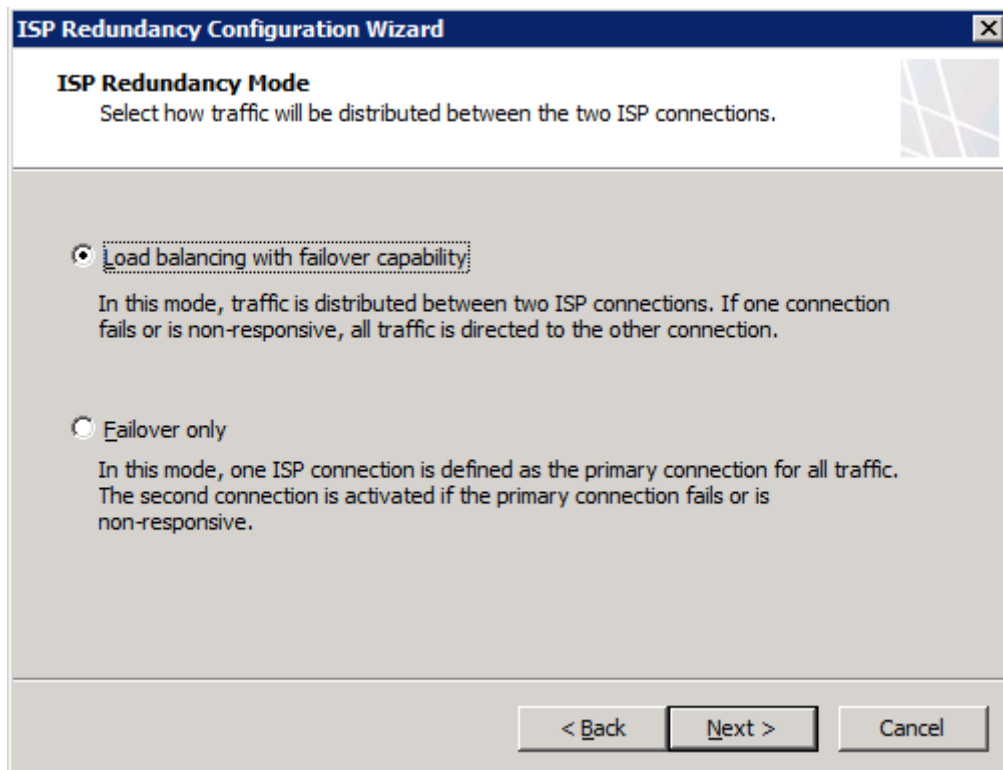 ISP Redundancy Configuration Wizard
ISP Redundancy Mode
Select how traffic will be distributed between the two ISP connections.
Load balancing with failover capability
In this mode, traffic is distributed between two ISP connections. If one connection
fails or is non-responsive, all traffic is directed to the other connection.
Failover only
In this mode, one ISP connection is defined as the primary connection for all traffic.
The second connection is activated if the primary connection fails or is
non-responsive.
< Back Next > Cancel